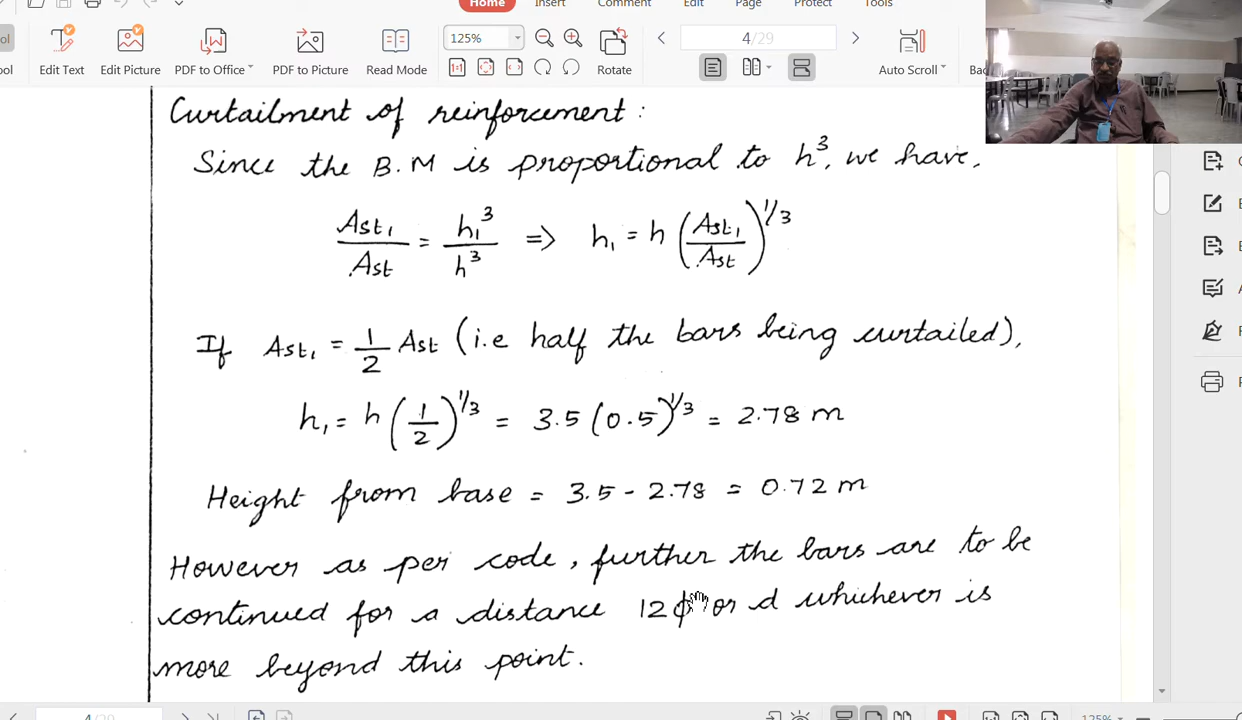 Home Insert Comment Edit Page Protect Tools
125%
4/29
Edit Text Edit Picture PDF to Office PDF to Picture Read Mode Rotate Auto Scroll
Curtailment of reinforcement :
Since the B.M is proportional to h³, we have,
Ast₁/Ast = h₁³/h³ => h₁ = h (Ast₁/Ast)^1/3
If Ast₁ = 1/2 Ast (i.e half the bars being curtailed),
h₁ = h (1/2)^1/3 = 3.5 (0.5)^1/3 = 2.78 m
Height from base = 3.5 - 2.78 = 0.72 m
However as per code, further the bars are to be
continued for a distance 12ϕ or d whichever is
more beyond this point.
4/29 125%